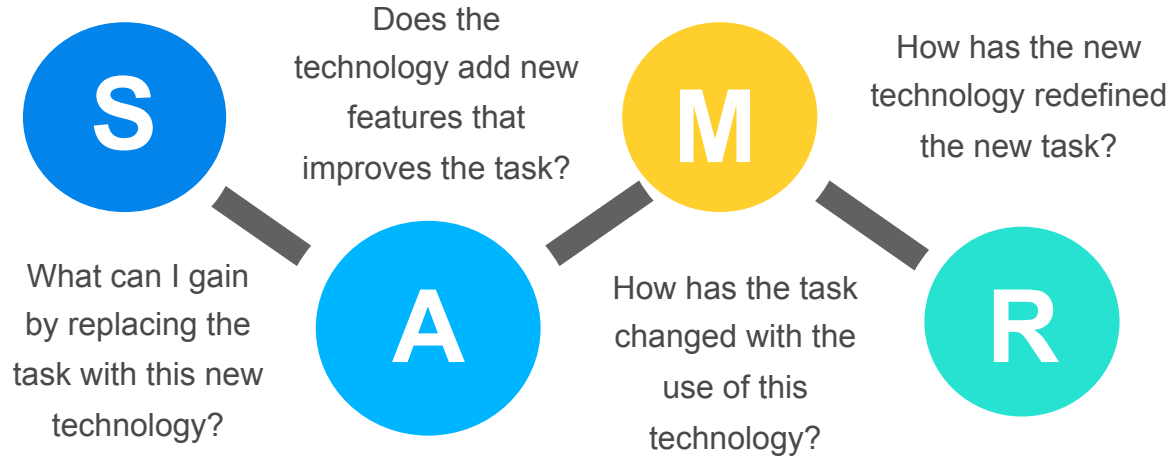 S
What can I gain
by replacing the
task with this new
technology?
Does the
technology add new
features that
improves the task?
A
M
How has the task
changed with the
use of this
technology?
How has the new
technology redefined
the new task?
R